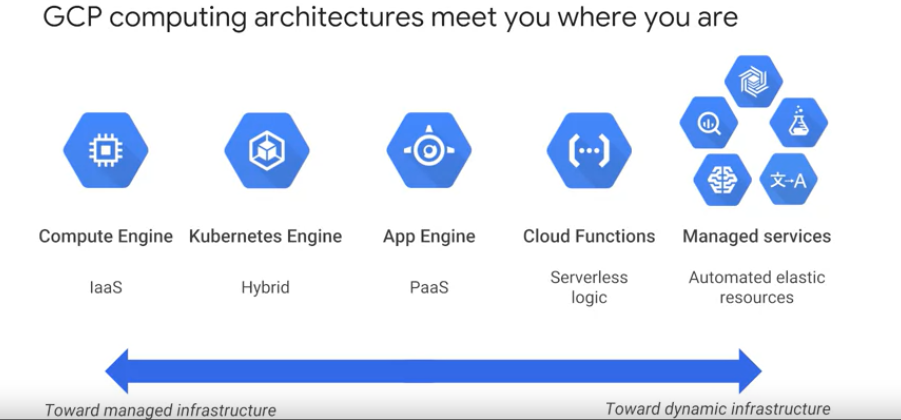 GCP computing architectures meet you where you are
文→A
Compute Engine
Kubernetes Engine
App Engine
Cloud Functions
Managed services
IaaS
Hybrid
PaaS
Serverless
logic
Automated elastic
resources
Toward managed infrastructure
Toward dynamic infrastructure